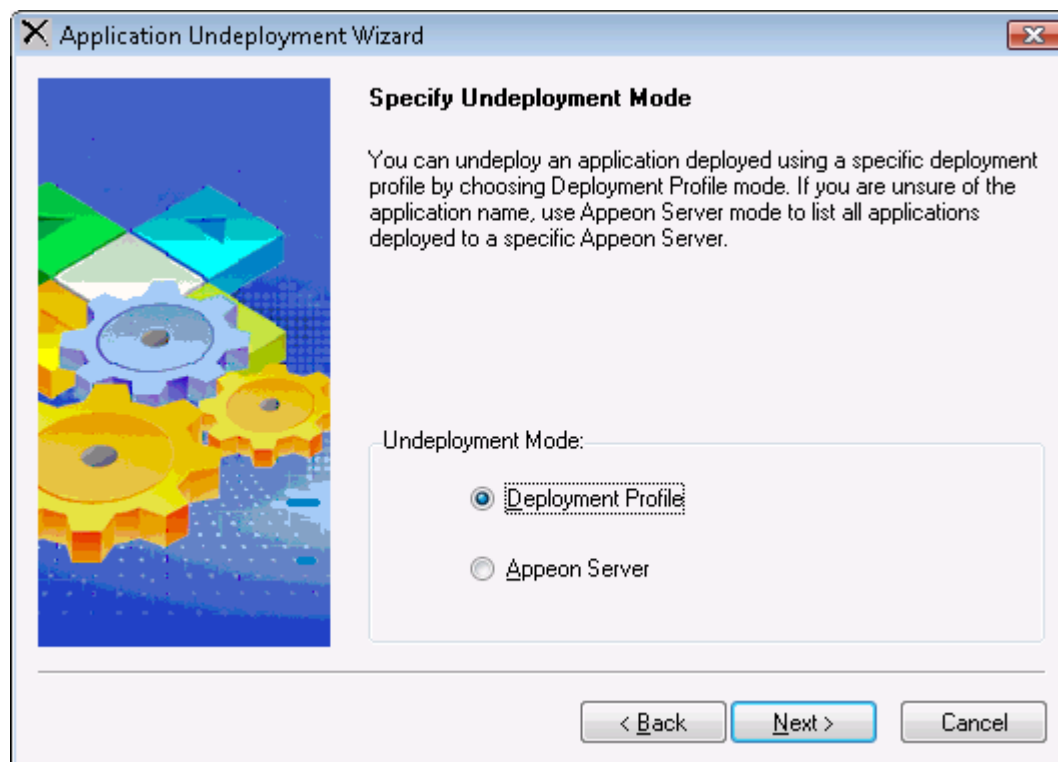 Application Undeployment Wizard
Specify Undeployment Mode
You can undeploy an application deployed using a specific deployment
profile by choosing Deployment Profile mode. If you are unsure of the
application name, use Appeon Server mode to list all applications
deployed to a specific Appeon Server.
Undeployment Mode:
Deployment Profile
Appeon Server
< Back
Next >
Cancel